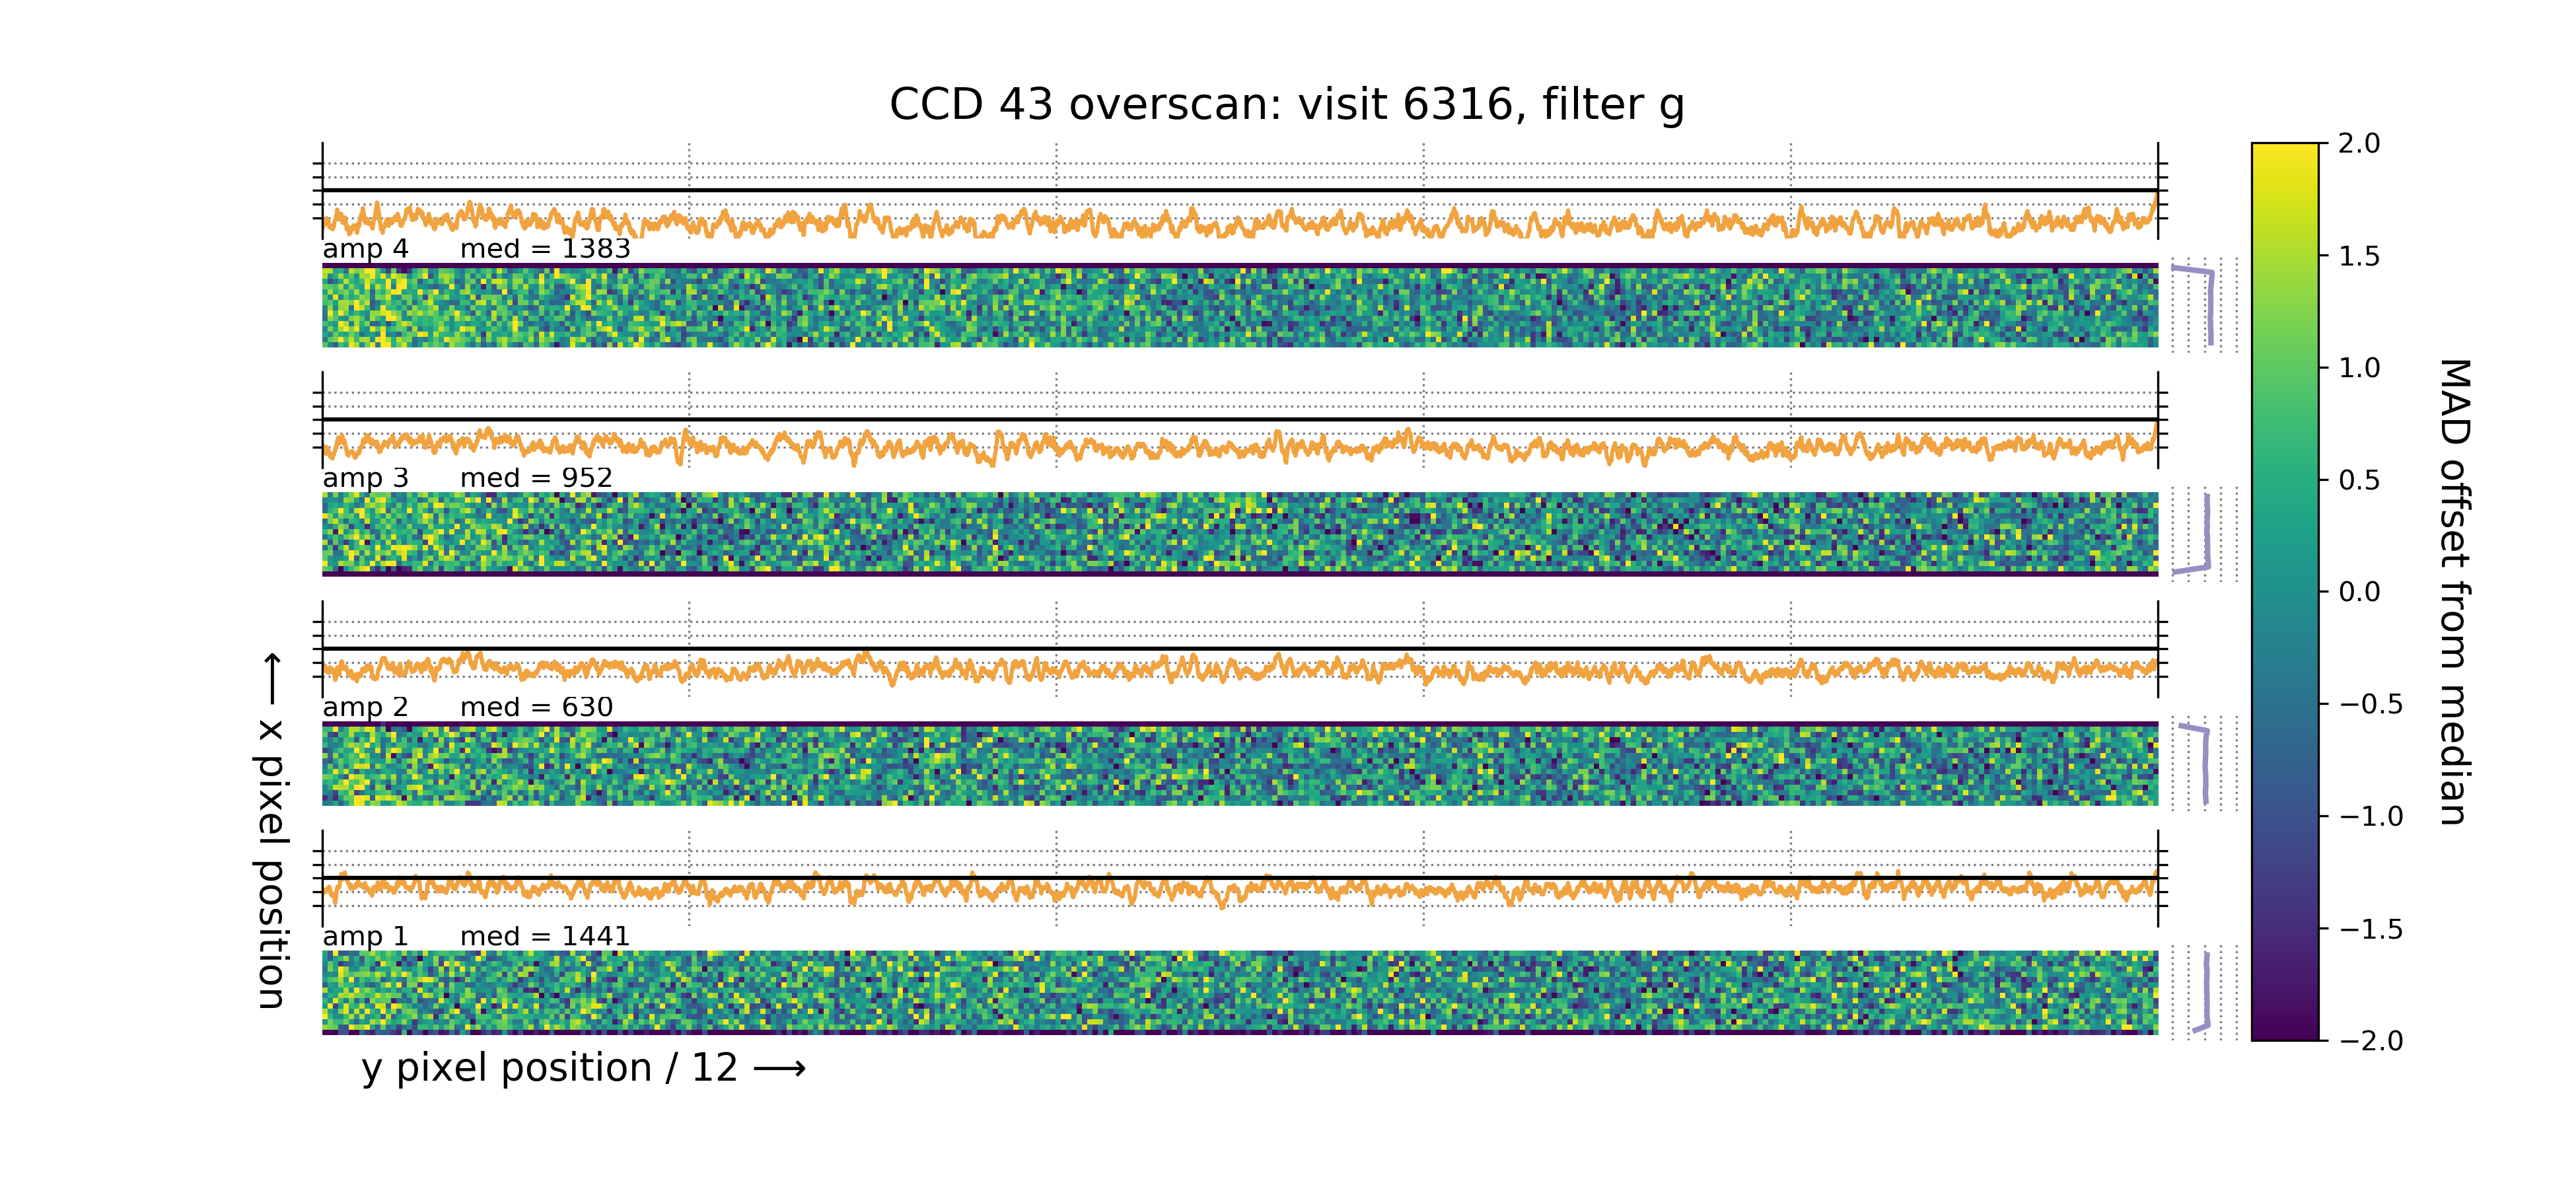 CCD 43 overscan: visit 6316, filter g
amp 4 med = 1383
amp 3 med = 952
amp 2 med = 630
amp 1 med = 1441
⟵ x pixel position
y pixel position / 12 ⟶
2.0
1.5
1.0
0.5
0.0
−0.5
−1.0
−1.5
−2.0
MAD offset from median